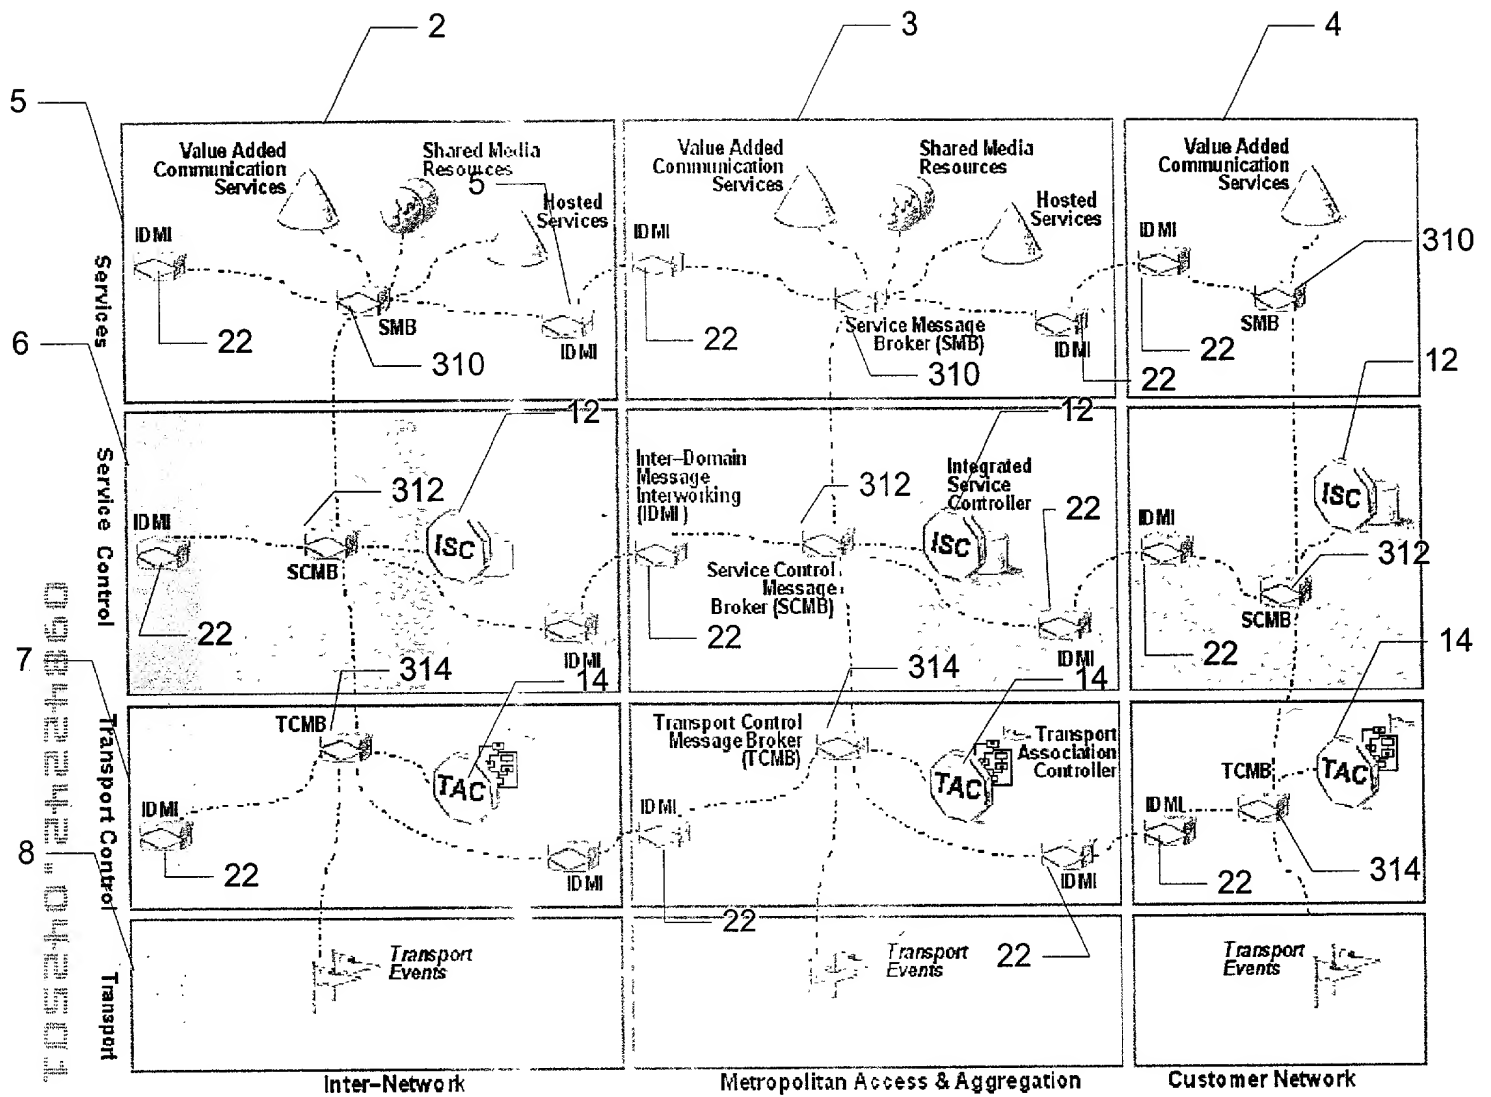 2
3
4
5
Value Added
Communication
Services
Shared Media
Resources
5
Hosted
Services
IDMI
22
SMB
310
IDMI
Value Added
Communication
Services
Shared Media
Resources
Hosted
Services
IDMI
22
Service Message
Broker (SMB)
310
IDMI
22
Value Added
Communication
Services
IDMI
22
310
SMB
12
Services
6
12
312
IDMI
ISC
SCMB
22
IDMI
12
Inter-Domain
Message
Interworking
(IDMI)
312
Integrated
Service
Controller
22
ISC
Service Control
Message
Broker (SCMB)
22
IDMI
ISC
IDMI
312
SCMB
22
14
Service Control
7
314
14
TCMB
TAC
IDMI
22
IDMI
314
14
Transport Control
Message Broker
(TCMB)
Transport
Association
Controller
TAC
IDMI
22
IDMI
22
TCMB
TAC
IDMI
22
314
Transport Control
8
Transport
Events
Transport
Events
Transport
Events
Transport
Inter-Network
Metropolitan Access & Aggregation
Customer Network
09842242.042501